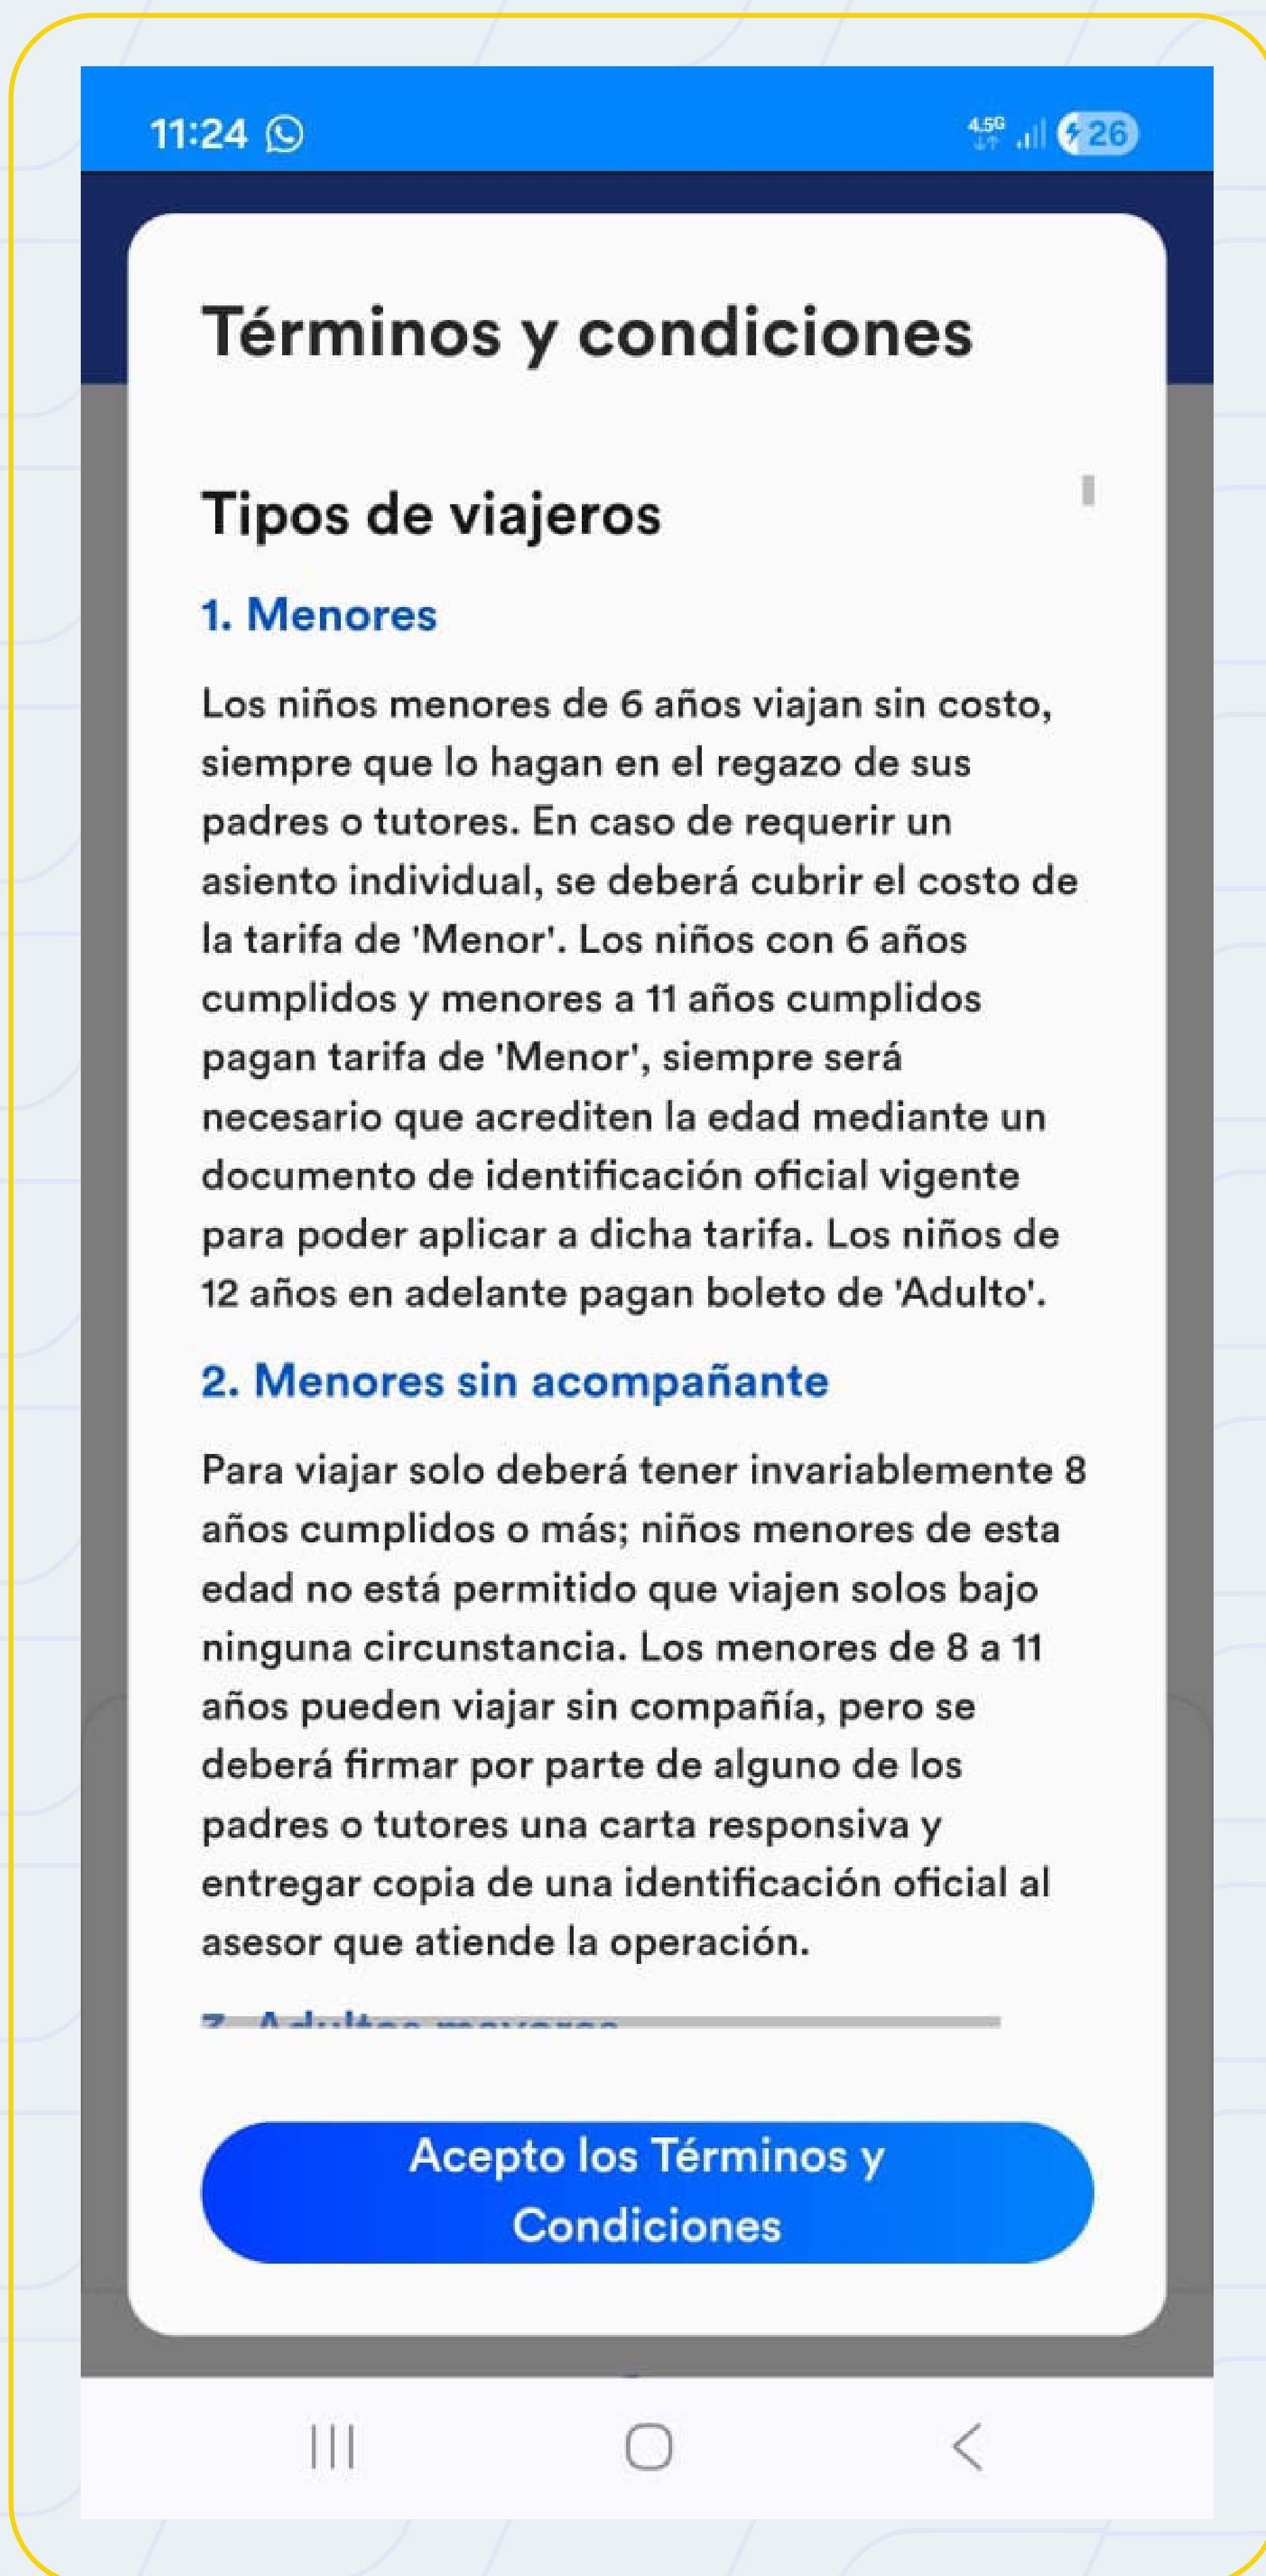 11:24
4.5G
26
Términos y condiciones
Tipos de viajeros
1. Menores
Los niños menores de 6 años viajan sin costo,
siempre que lo hagan en el regazo de sus
padres o tutores. En caso de requerir un
asiento individual, se deberá cubrir el costo de
la tarifa de 'Menor'. Los niños con 6 años
cumplidos y menores a 11 años cumplidos
pagan tarifa de 'Menor', siempre será
necesario que acrediten la edad mediante un
documento de identificación oficial vigente
para poder aplicar a dicha tarifa. Los niños de
12 años en adelante pagan boleto de 'Adulto'.
2. Menores sin acompañante
Para viajar solo deberá tener invariablemente 8
años cumplidos o más; niños menores de esta
edad no está permitido que viajen solos bajo
ninguna circunstancia. Los menores de 8 a 11
años pueden viajar sin compañía, pero se
deberá firmar por parte de alguno de los
padres o tutores una carta responsiva y
entregar copia de una identificación oficial al
asesor que atiende la operación.
3. Adultos mayores
Acepto los Términos y
Condiciones